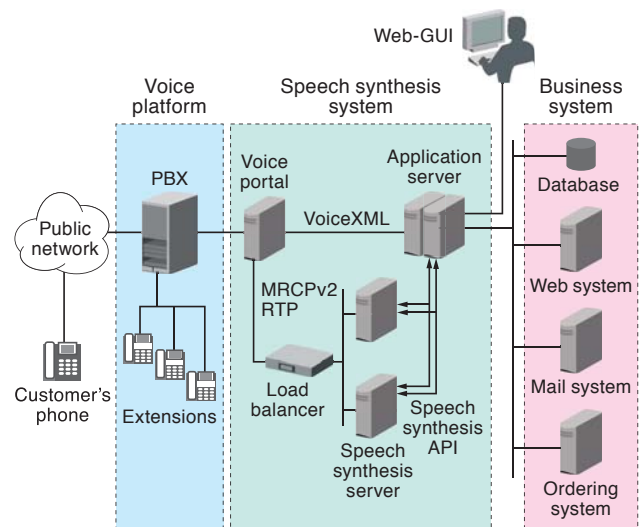 Web-GUI
Voice
platform
Speech synthesis
system
Business
system
PBX
Voice
portal
Application
server
Database
Public
network
VoiceXML
Web system
MRCPv2
RTP
Customer's
phone
Extensions
Load
balancer
Speech
synthesis
server
Speech
synthesis
API
Mail system
Ordering
system